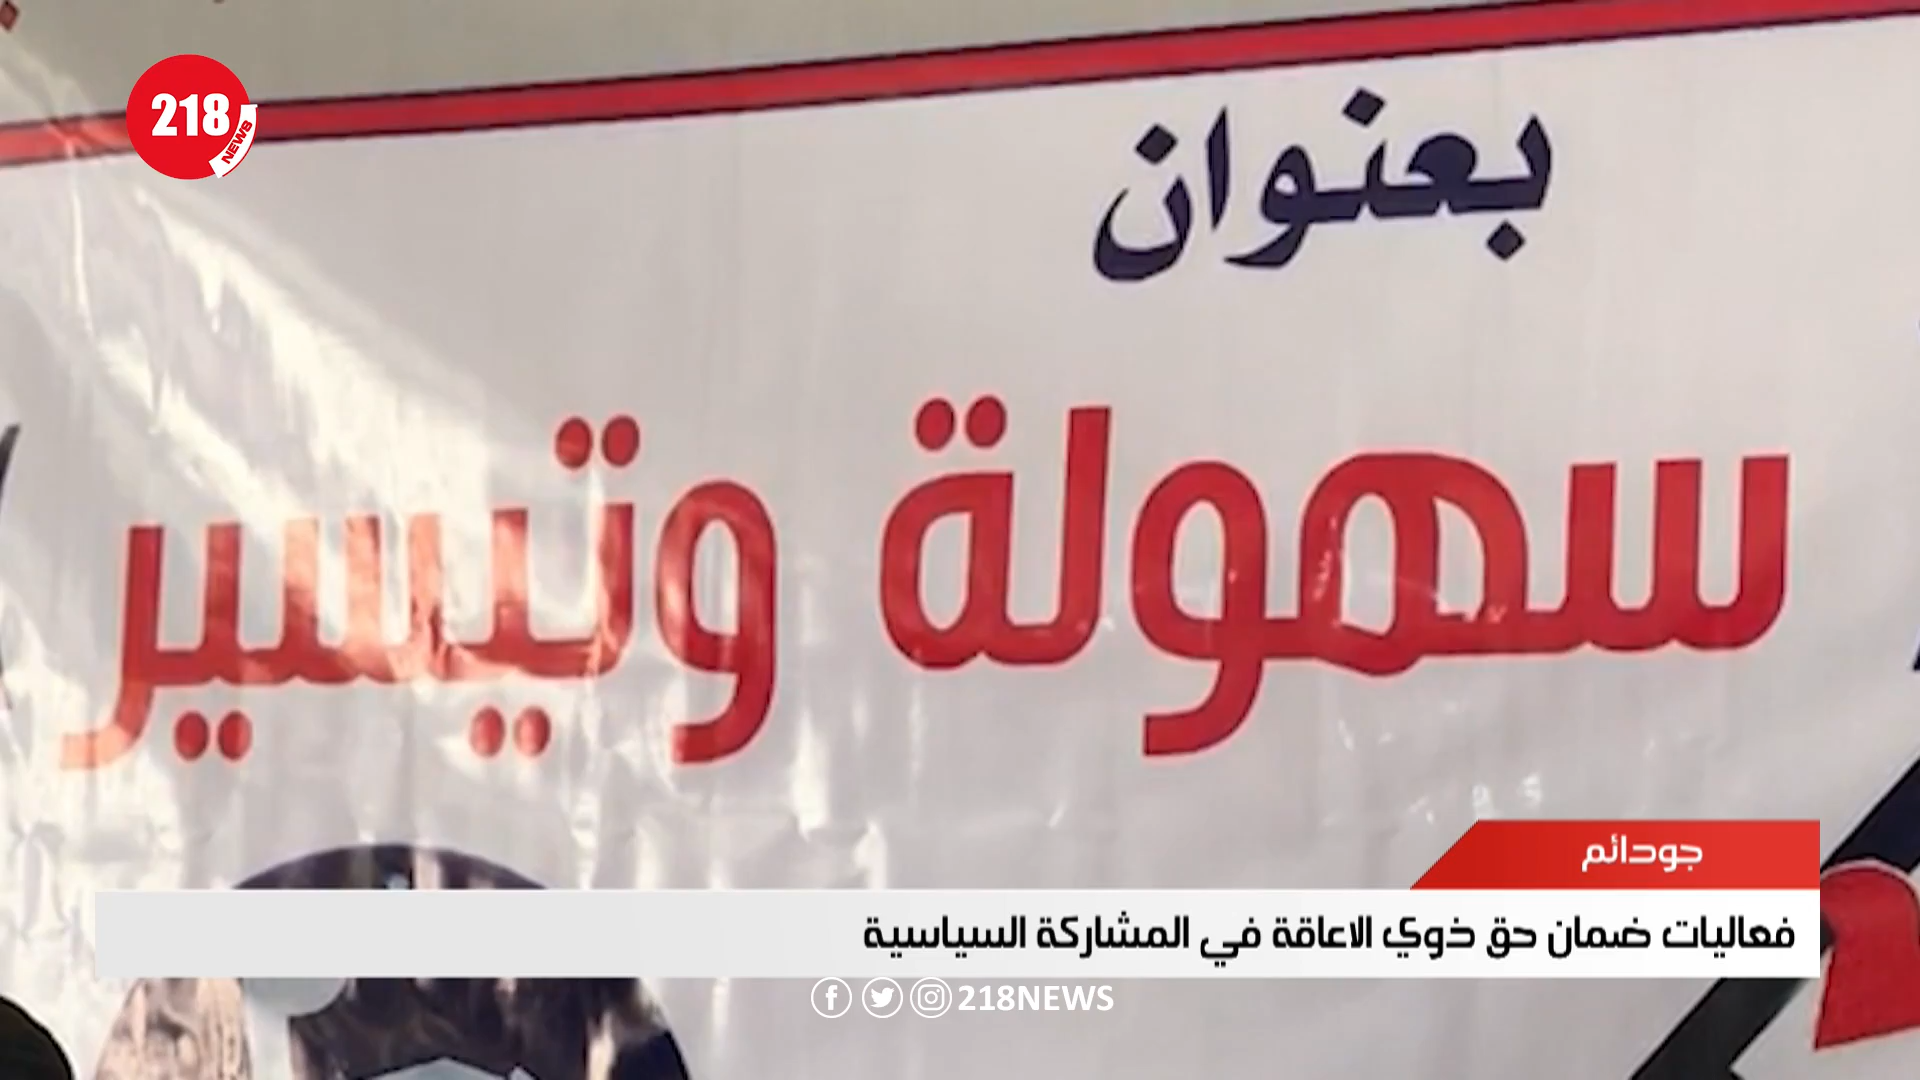 218
NEWS
بعنوان
سهولة وتيسير
جودائم
فعاليات ضمان حق ذوي الاعاقة في المشاركة السياسية
218NEWS